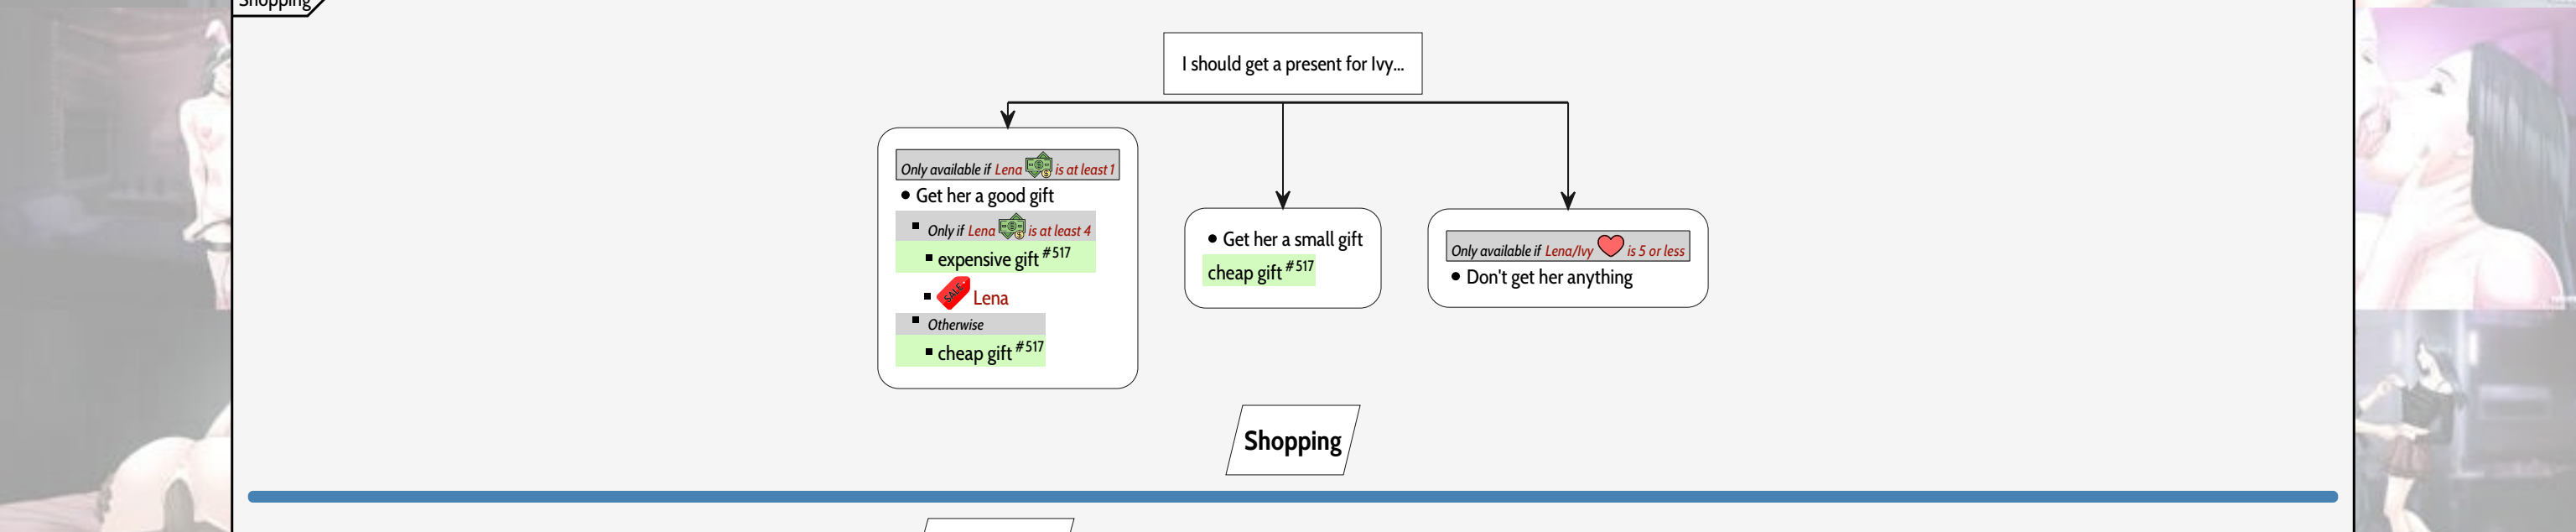 Shopping
I should get a present for Ivy...
Only available if Lena is at least 1
● Get her a good gift
▪ Only if Lena is at least 4
▪ expensive gift #517
▪ SALE Lena
▪ Otherwise
▪ cheap gift #517
● Get her a small gift
cheap gift #517
Only available if Lena/Ivy is 5 or less
● Don't get her anything
Shopping